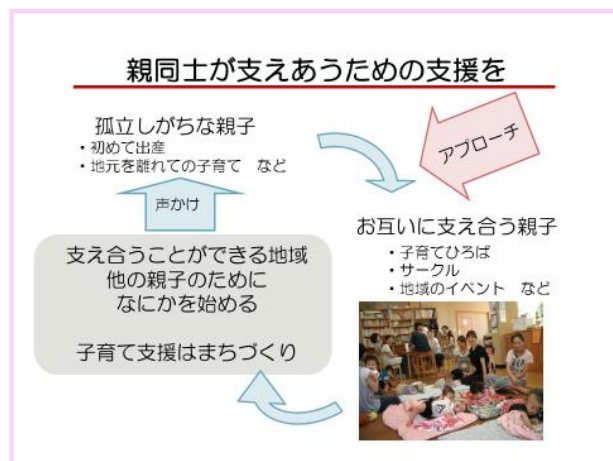 親同士が支えあうための支援を
孤立しがちな親子
・初めて出産
・地元を離れての子育て　など
アプローチ
声かけ
お互いに支え合う親子
・子育てひろば
・サークル
・地域のイベント　など
支え合うことができる地域
他の親子のために
なにかを始める
子育て支援はまちづくり